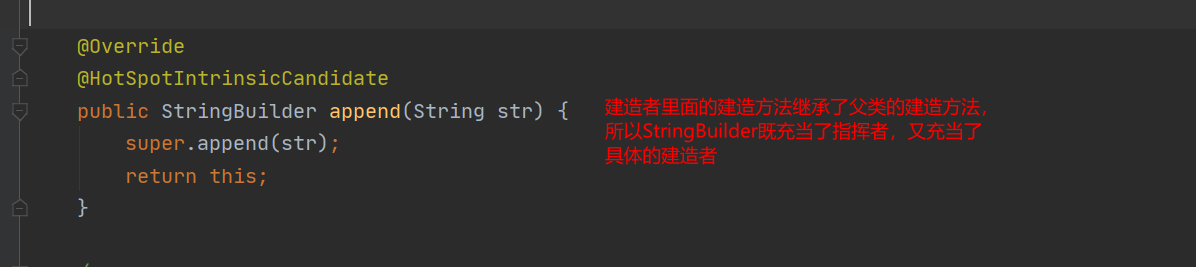 @Override
@HotSpotIntrinsicCandidate
public StringBuilder append(String str) {
建造者里面的建造方法继承了父类的建造方法，
所以StringBuilder既充当了指挥者，又充当了
具体的建造者
super.append(str);
return this;
}